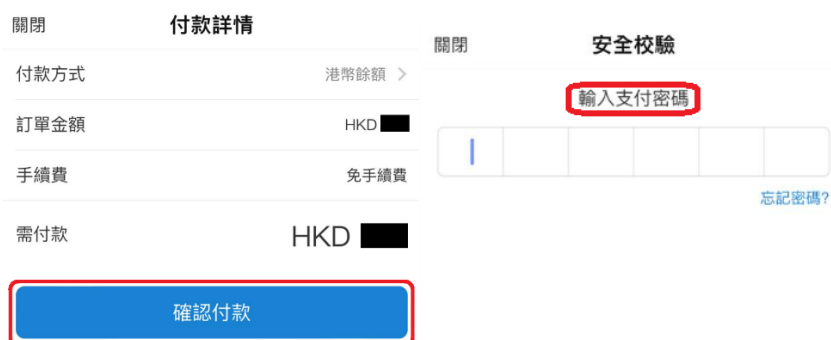 關閉
付款詳情
付款方式
港幣餘額 >
訂單金額
HKD
手續費
免手續費
需付款
HKD
確認付款
關閉
安全校驗
輸入支付密碼
忘記密碼?